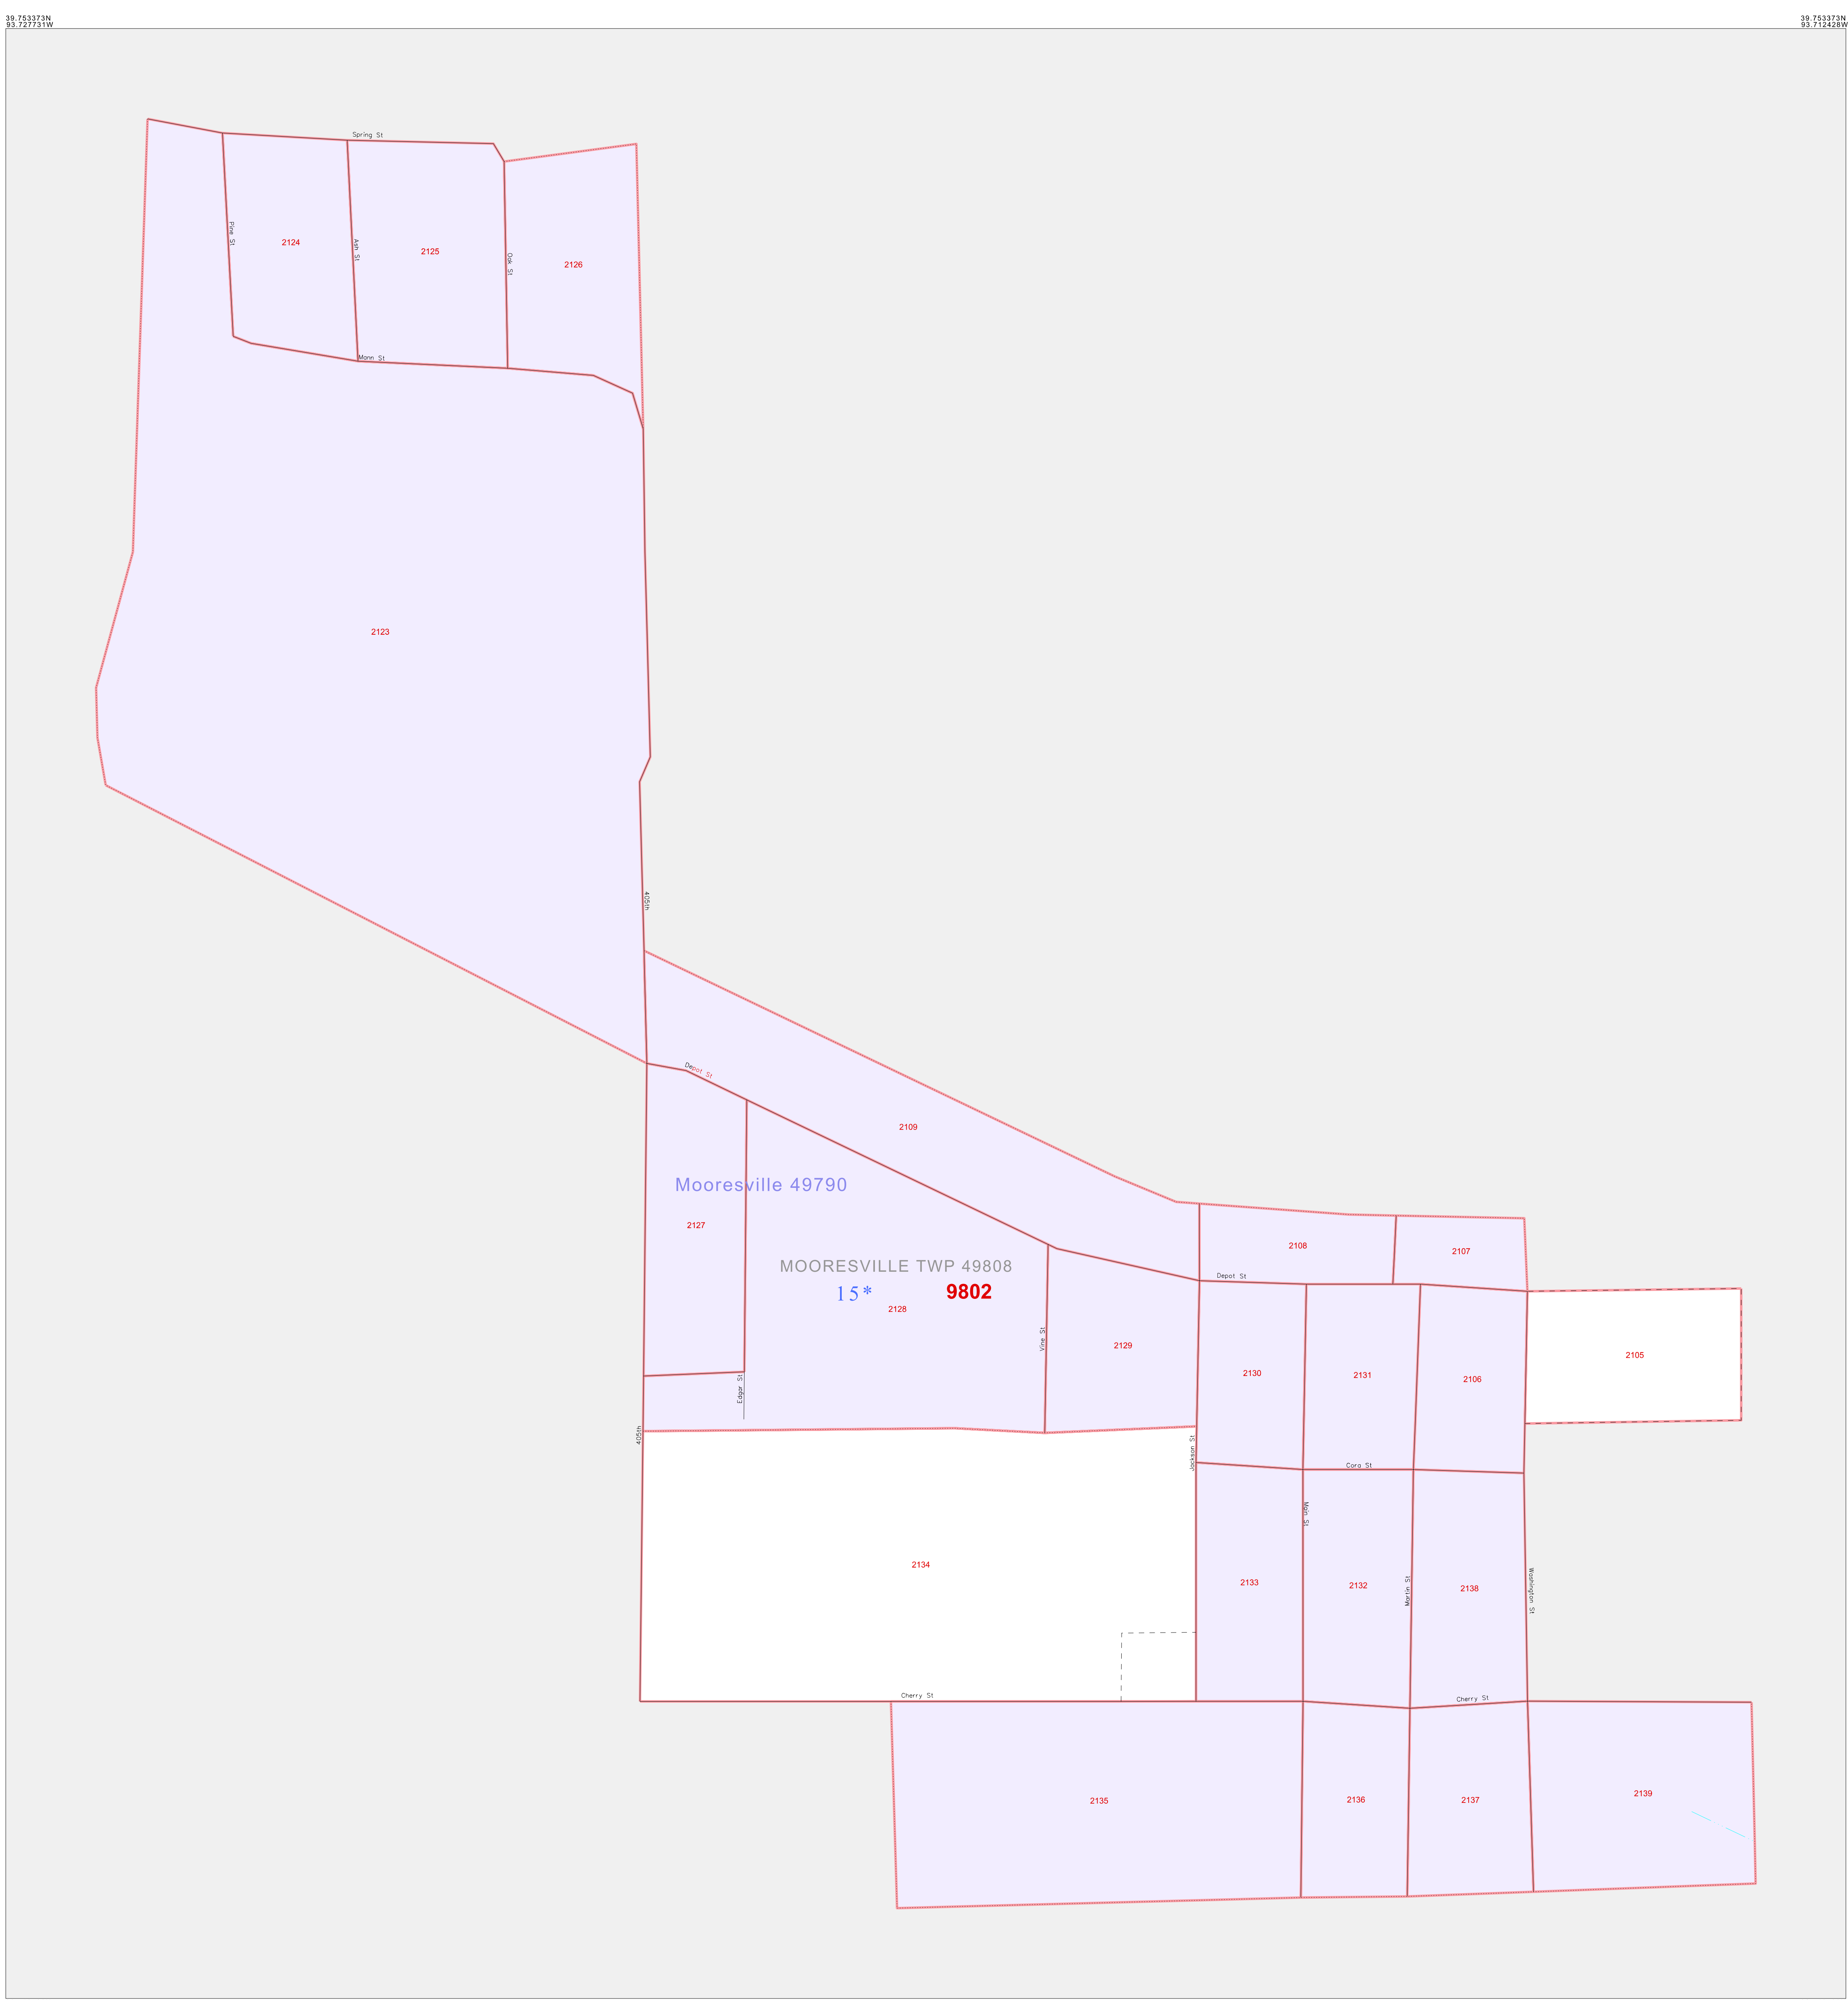 39.753373N
93.727731W
39.753373N
93.712428W
Spring St
Pine St
2124
Ash St
2125
Oak St
2126
Mann St
2123
405th
Depot St
2109
Mooresville 49790
2127
MOORESVILLE TWP 49808
15*
9802
2128
2108
2107
Depot St
Vine St
2129
2130
2131
2106
2105
Edgar St
405th
Jackson St
Cora St
Main St
2134
2133
2132
Martin St
2138
Washington St
Cherry St
Cherry St
2135
2136
2137
2139